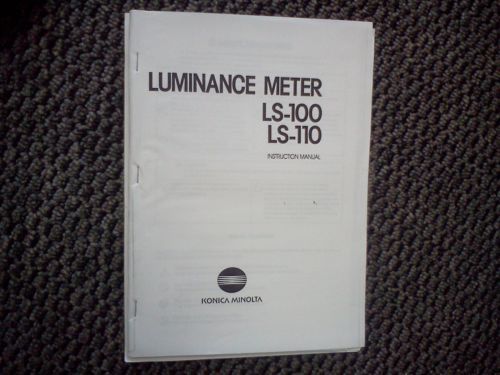 LUMINANCE METER
LS-100
LS-110
INSTRUCTION MANUAL
KONICA MINOLTA